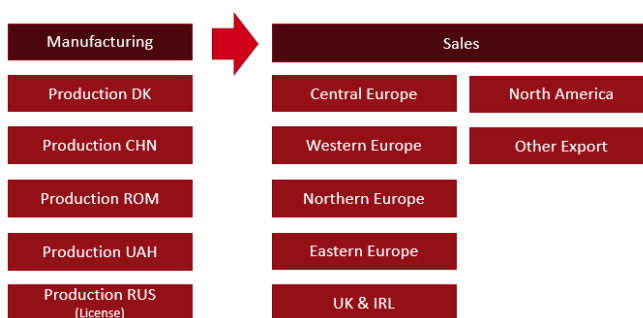 Manufacturing
Sales
Production DK
Central Europe
North America
Production CHN
Western Europe
Other Export
Production ROM
Northern Europe
Production UAH
Eastern Europe
Production RUS
(License)
UK & IRL